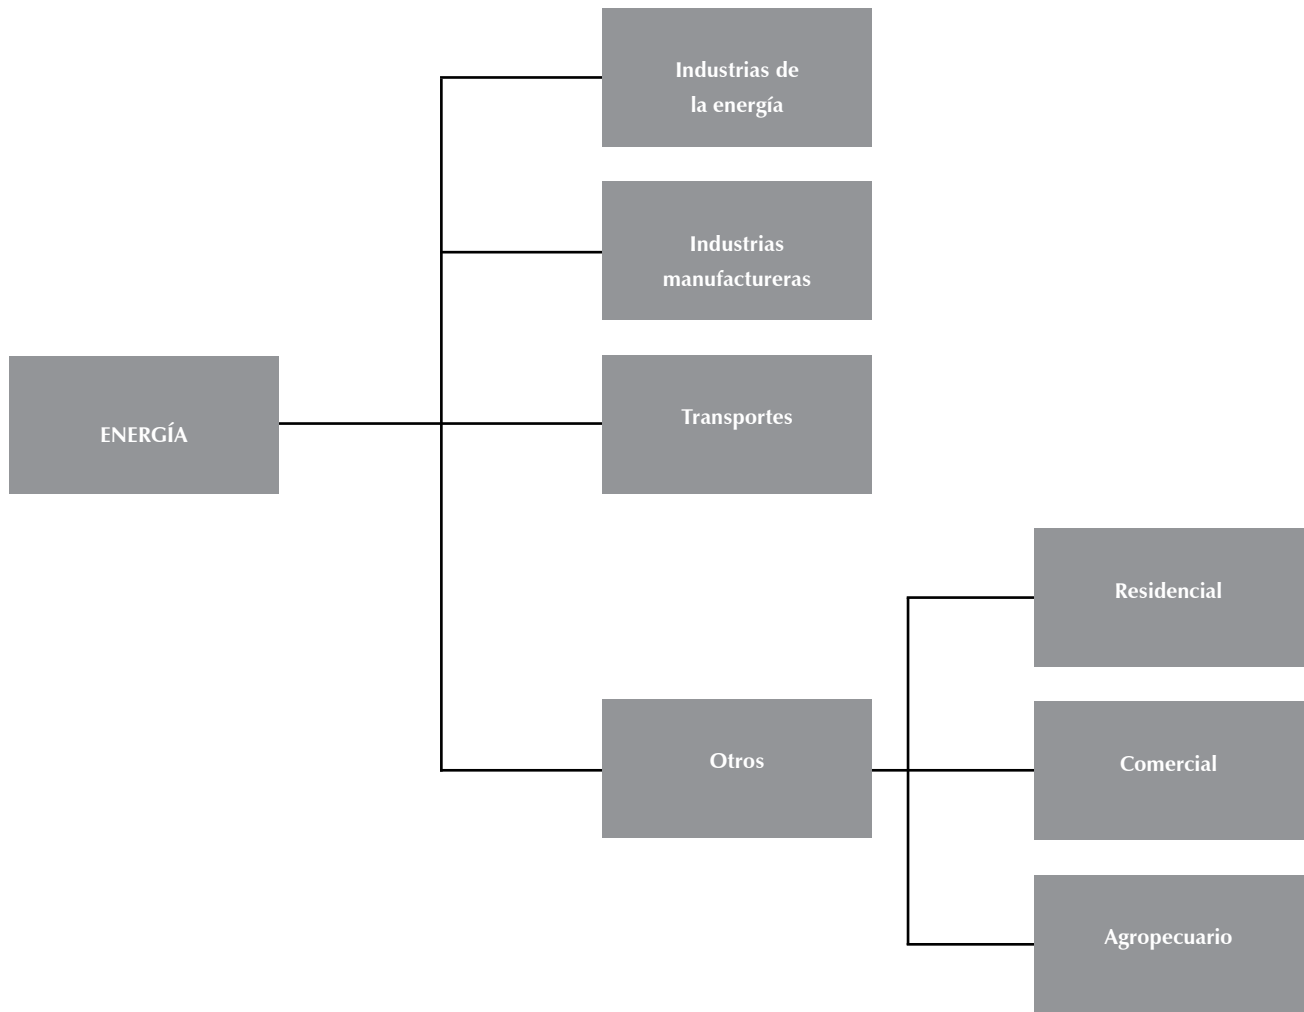 ENERGÍA
Industrias de
la energía
Industrias
manufactureras
Transportes
Otros
Residencial
Comercial
Agropecuario